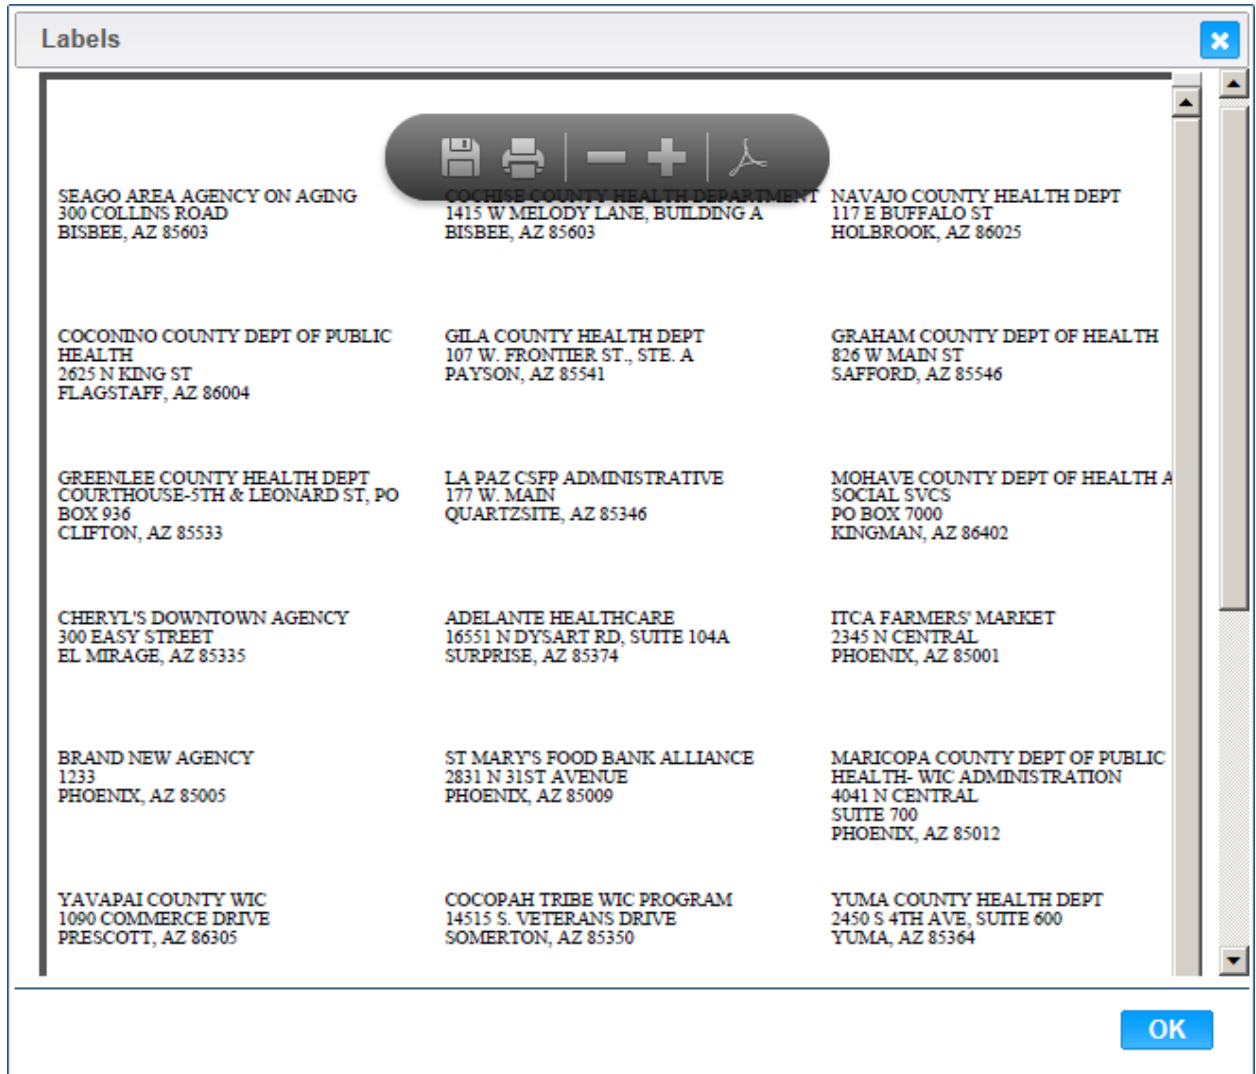 Labels
SEAGO AREA AGENCY ON AGING
300 COLLINS ROAD
BISBEE, AZ 85603
COCHISE COUNTY HEALTH DEPARTMENT
1415 W MELODY LANE, BUILDING A
BISBEE, AZ 85603
NAVAJO COUNTY HEALTH DEPT
117 E BUFFALO ST
HOLBROOK, AZ 86025
COCONINO COUNTY DEPT OF PUBLIC
HEALTH
2625 N KING ST
FLAGSTAFF, AZ 86004
GILA COUNTY HEALTH DEPT
107 W. FRONTIER ST., STE. A
PAYSON, AZ 85541
GRAHAM COUNTY DEPT OF HEALTH
826 W MAIN ST
SAFFORD, AZ 85546
GREENLEE COUNTY HEALTH DEPT
COURTHOUSE-5TH & LEONARD ST, PO
BOX 936
CLIFTON, AZ 85533
LA PAZ CSFP ADMINISTRATIVE
177 W. MAIN
QUARTZSITE, AZ 85346
MOHAVE COUNTY DEPT OF HEALTH A
SOCIAL SVCS
PO BOX 7000
KINGMAN, AZ 86402
CHERYL'S DOWNTOWN AGENCY
300 EASY STREET
EL MIRAGE, AZ 85335
ADELANTE HEALTHCARE
16551 N DYSART RD, SUITE 104A
SURPRISE, AZ 85374
ITCA FARMERS' MARKET
2345 N CENTRAL
PHOENIX, AZ 85001
BRAND NEW AGENCY
1233
PHOENIX, AZ 85005
ST MARY'S FOOD BANK ALLIANCE
2831 N 31ST AVENUE
PHOENIX, AZ 85009
MARICOPA COUNTY DEPT OF PUBLIC
HEALTH- WIC ADMINISTRATION
4041 N CENTRAL
SUITE 700
PHOENIX, AZ 85012
YAVAPAI COUNTY WIC
1090 COMMERCE DRIVE
PRESCOTT, AZ 86305
COCOPAH TRIBE WIC PROGRAM
14515 S. VETERANS DRIVE
SOMERTON, AZ 85350
YUMA COUNTY HEALTH DEPT
2450 S 4TH AVE, SUITE 600
YUMA, AZ 85364
OK